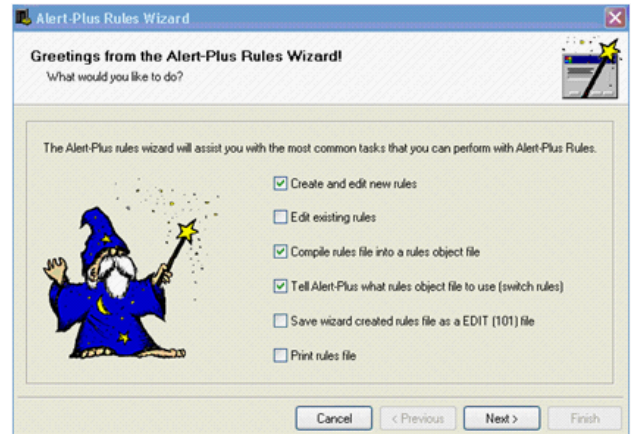 Alert-Plus Rules Wizard
Greetings from the Alert-Plus Rules Wizard!
What would you like to do?
The Alert-Plus rules wizard will assist you with the most common tasks that you can perform with Alert-Plus Rules.
Create and edit new rules
Edit existing rules
Compile rules file into a rules object file
Tell Alert-Plus what rules object file to use (switch rules)
Save wizard created rules file as a EDIT (101) file
Print rules file
Cancel
< Previous
Next >
Finish